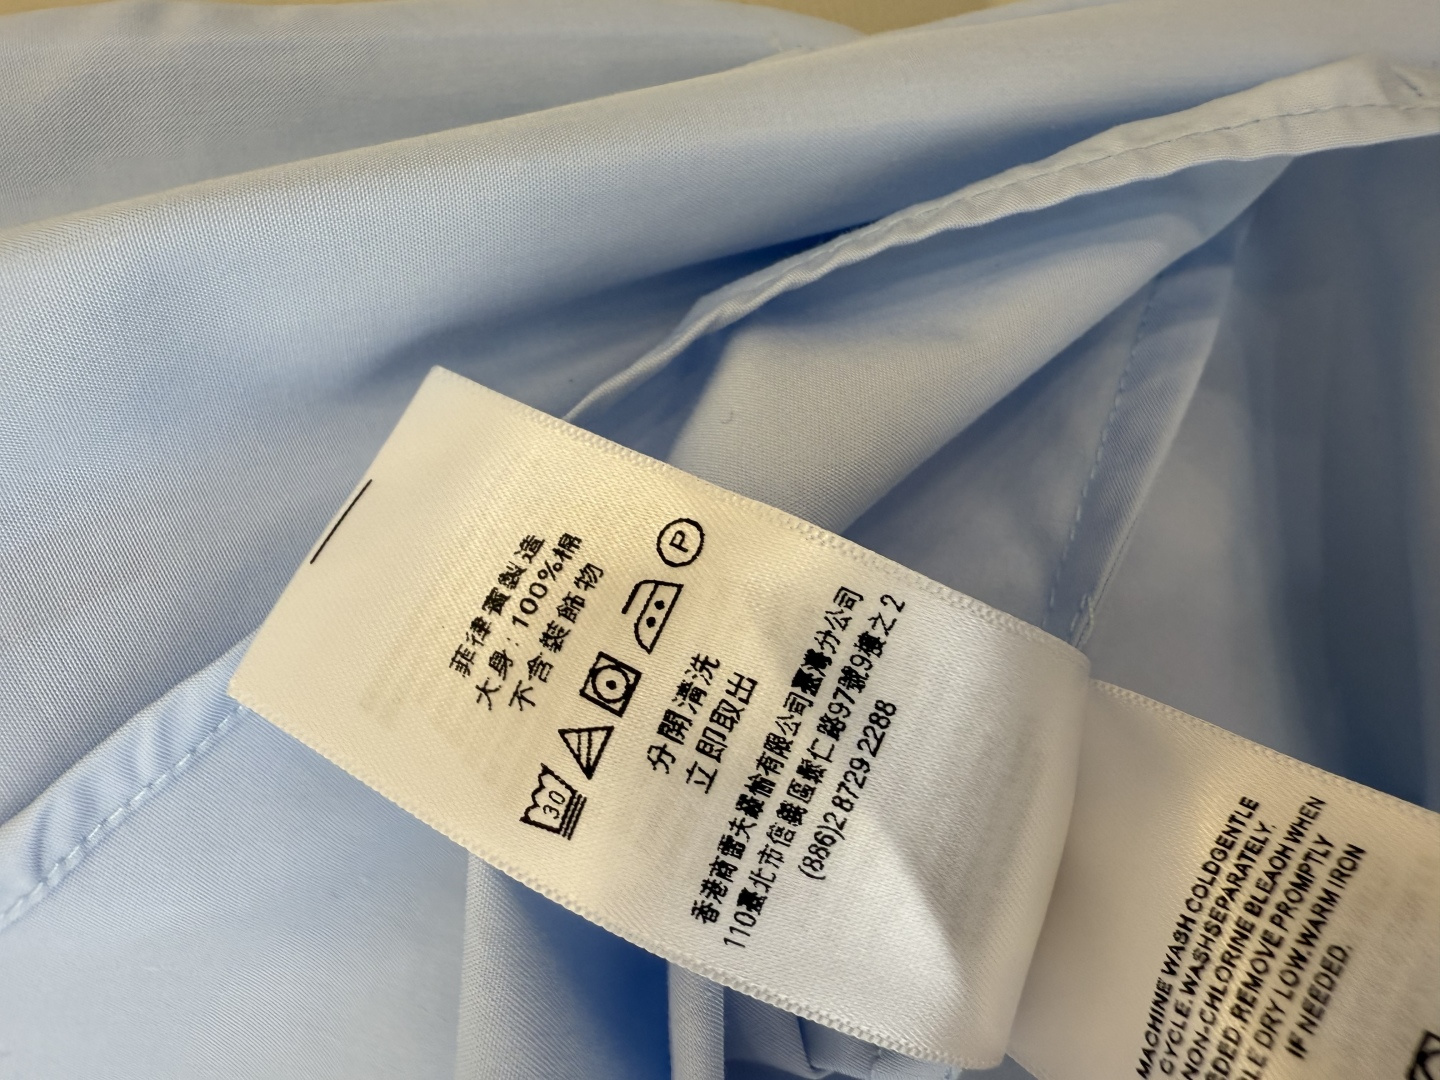 菲律賓製造
大身: 100%棉
不含裝飾物
30
P
分開清洗
立即取出
香港商雷夫羅倫有限公司臺灣分公司
110臺北市信義區松仁路97號9樓之2
(886)2 8729 2288
MACHINE WASH COLD GENTLE
CYCLE. WASH SEPARATELY.
NON-CHLORINE BLEACH WHEN
REMOVE PROMPTLY
DRY LOW. WARM IRON
IF NEEDED.